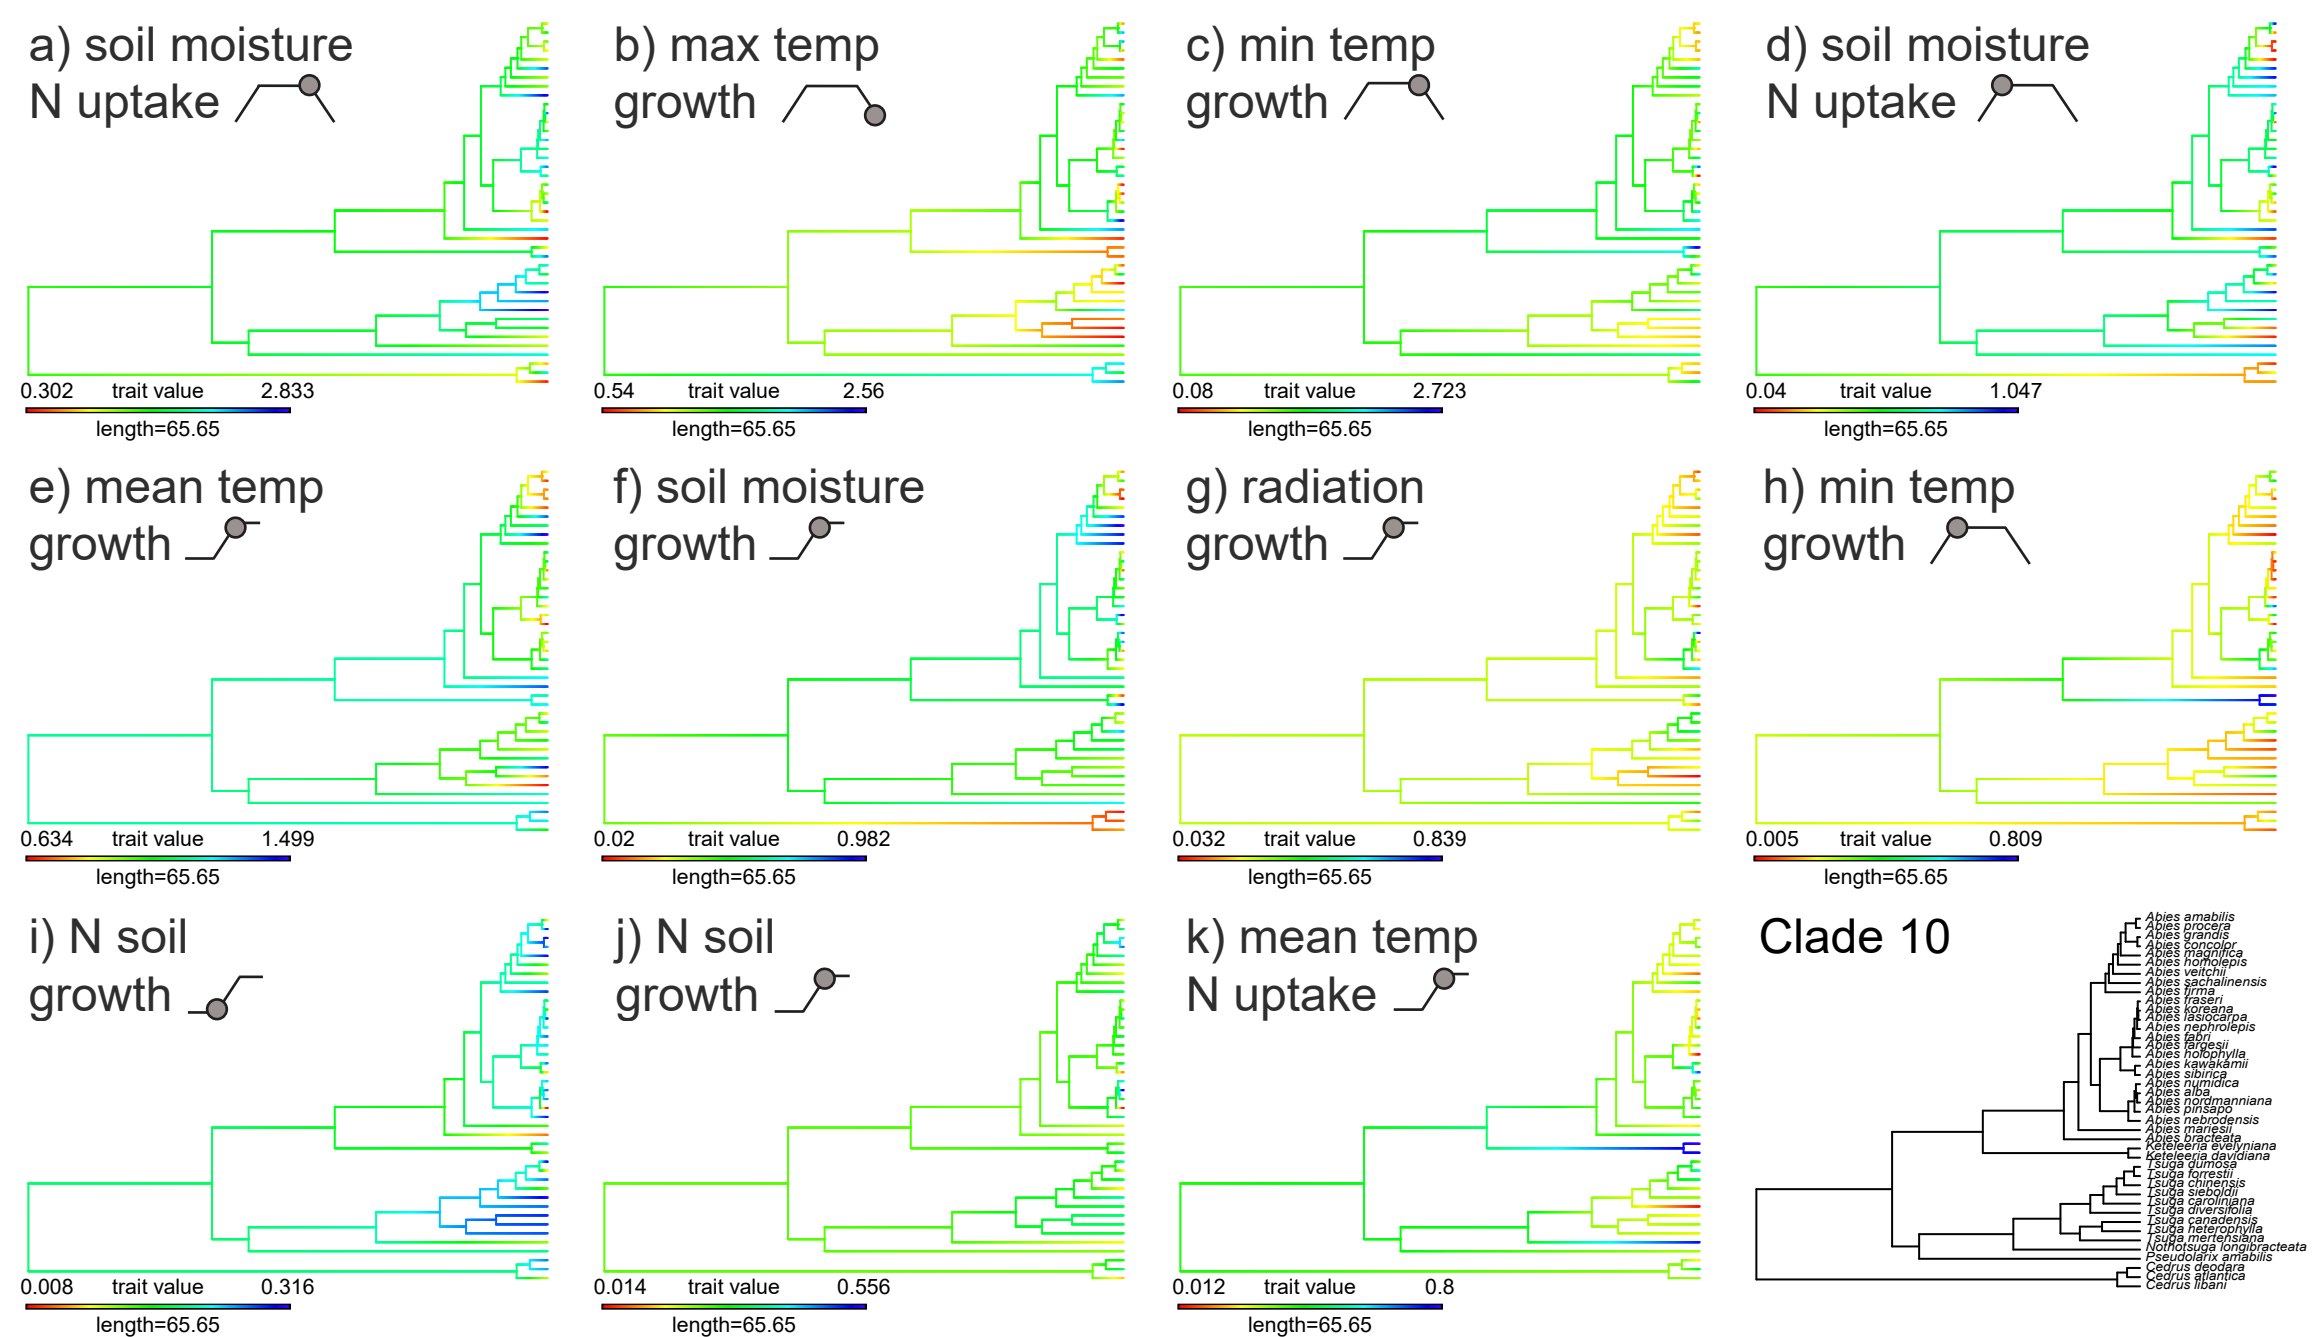 a) soil moisture
N uptake
0.302 trait value 2.833
length=65.65
b) max temp
growth
0.54 trait value 2.56
length=65.65
c) min temp
growth
0.08 trait value 2.723
length=65.65
d) soil moisture
N uptake
0.04 trait value 1.047
length=65.65
e) mean temp
growth
0.634 trait value 1.499
length=65.65
f) soil moisture
growth
0.02 trait value 0.982
length=65.65
g) radiation
growth
0.032 trait value 0.839
length=65.65
h) min temp
growth
0.005 trait value 0.809
length=65.65
i) N soil
growth
0.008 trait value 0.316
length=65.65
j) N soil
growth
0.014 trait value 0.556
length=65.65
k) mean temp
N uptake
0.012 trait value 0.8
length=65.65
Clade 10
Abies amabilis
Abies procera
Abies grandis
Abies concolor
Abies magnifica
Abies homolepis
Abies veitchii
Abies sachalinensis
Abies firma
Abies fraseri
Abies koreana
Abies lasiocarpa
Abies nephrolepis
Abies fabri
Abies fargesii
Abies holophylla
Abies kawakamii
Abies sibirica
Abies numidica
Abies alba
Abies nordmanniana
Abies pinsapo
Abies nebrodensis
Abies mariesii
Abies bracteata
Keteleeria evelyniana
Keteleeria davidiana
Tsuga dumosa
Tsuga forrestii
Tsuga chinensis
Tsuga sieboldii
Tsuga caroliniana
Tsuga diversifolia
Tsuga canadensis
Tsuga heterophylla
Tsuga mertensiana
Nothotsuga longibracteata
Pseudolarix amabilis
Cedrus deodara
Cedrus atlantica
Cedrus libani